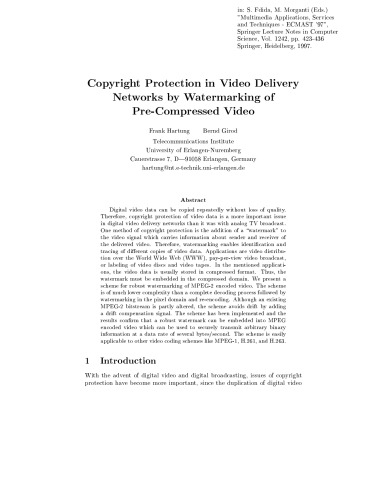 in: S. Fdida, M. Morganti (Eds.)
"Multimedia Applications, Services
and Techniques - ECMAST '97",
Springer Lecture Notes in Computer
Science, Vol. 1242, pp. 423-436
Springer, Heidelberg, 1997.
Copyright Protection in Video Delivery
Networks by Watermarking of
Pre-Compressed Video
Frank Hartung Bernd Girod
Telecommunications Institute
University of Erlangen-Nuremberg
Cauerstrasse 7, D—91058 Erlangen, Germany
hartung@nt.e-technik.uni-erlangen.de
Abstract
Digital video data can be copied repeatedly without loss of quality.
Therefore, copyright protection of video data is a more important issue
in digital video delivery networks than it was with analog TV broadcast.
One method of copyright protection is the addition of a "watermark" to
the video signal which carries information about sender and receiver of
the delivered video. Therefore, watermarking enables identification and
tracing of different copies of video data. Applications are video distribu-
tion over the World Wide Web (WWW), pay-per-view video broadcast,
or labeling of video discs and video tapes. In the mentioned applicati-
ons, the video data is usually stored in compressed format. Thus, the
watermark must be embedded in the compressed domain. We present a
scheme for robust watermarking of MPEG-2 encoded video. The scheme
is of much lower complexity than a complete decoding process followed by
watermarking in the pixel domain and re-encoding. Although an existing
MPEG-2 bitstream is partly altered, the scheme avoids drift by adding
a drift compensation signal. The scheme has been implemented and the
results confirm that a robust watermark can be embedded into MPEG
encoded video which can be used to securely transmit arbitrary binary
information at a data rate of several bytes/second. The scheme is easily
applicable to other video coding schemes like MPEG-1, H.261, and H.263.
1 Introduction
With the advent of digital video and digital broadcasting, issues of copyright
protection have become more important, since the duplication of digital video